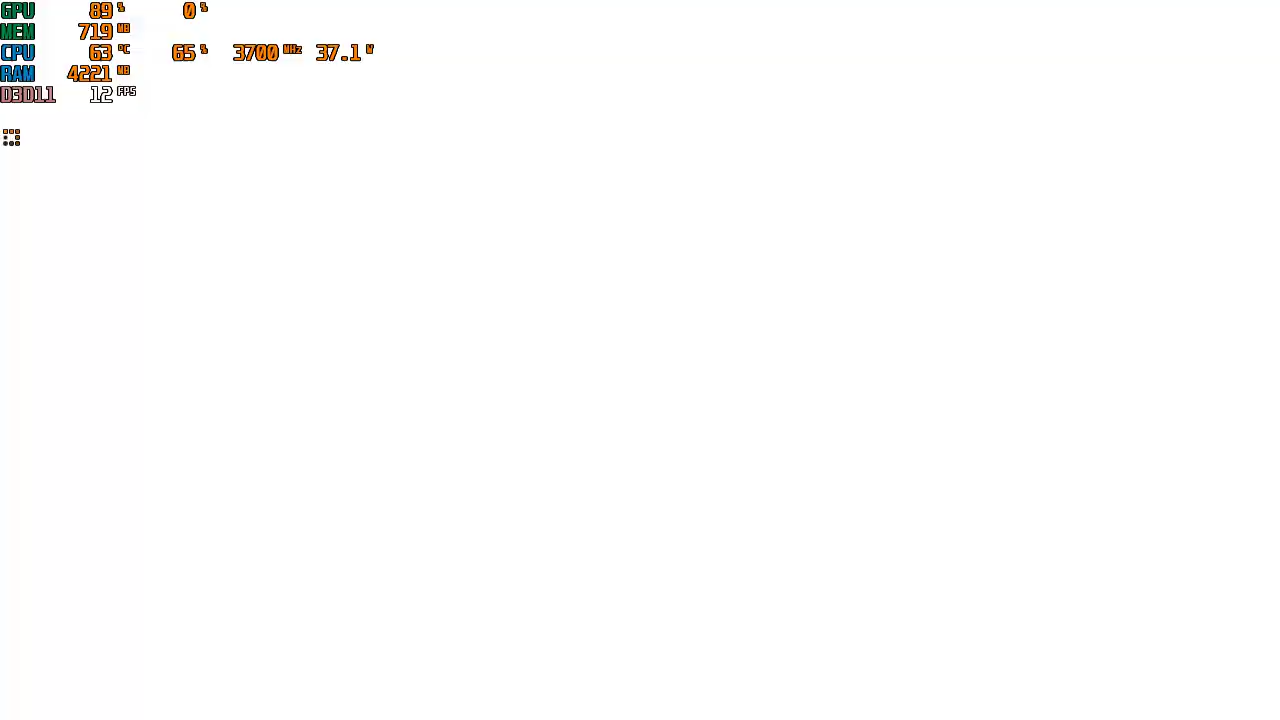 GPU 89 % 0 %
MEM 719 MB
CPU 63 °C 65 % 3700 MHz 37.1 W
RAM 4221 MB
D3D11 12 FPS